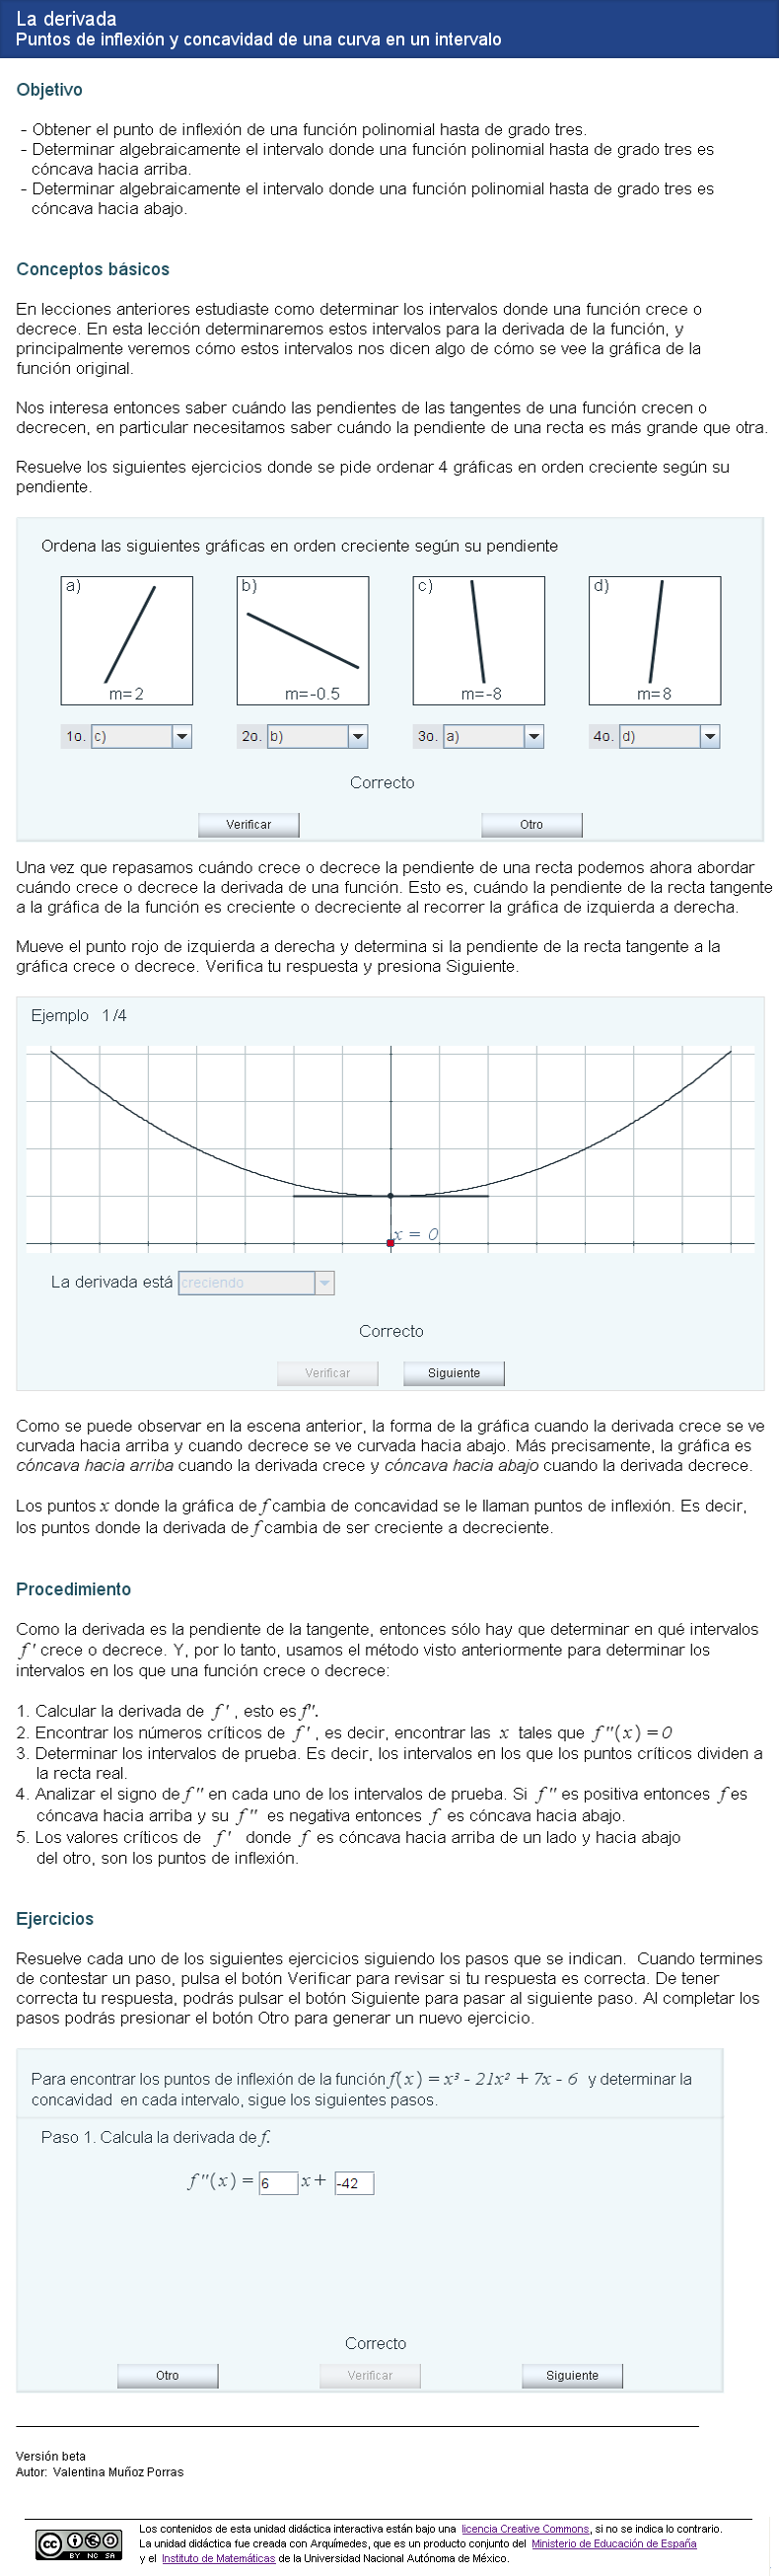 La derivada
Puntos de inflexión y concavidad de una curva en un intervalo
Objetivo
- Obtener el punto de inflexión de una función polinomial hasta de grado tres.
- Determinar algebraicamente el intervalo donde una función polinomial hasta de grado tres es
cóncava hacia arriba.
- Determinar algebraicamente el intervalo donde una función polinomial hasta de grado tres es
cóncava hacia abajo.
Conceptos básicos
En lecciones anteriores estudiaste como determinar los intervalos donde una función crece o
decrece. En esta lección determinaremos estos intervalos para la derivada de la función, y
principalmente veremos cómo estos intervalos nos dicen algo de cómo se vee la gráfica de la
función original.
Nos interesa entonces saber cuándo las pendientes de las tangentes de una función crecen o
decrecen, en particular necesitamos saber cuándo la pendiente de una recta es más grande que otra.
Resuelve los siguientes ejercicios donde se pide ordenar 4 gráficas en orden creciente según su
pendiente.
Ordena las siguientes gráficas en orden creciente según su pendiente
a) b) c) d)
m=2 m=-0.5 m=-8 m=8
1o. c) 2o. b) 3o. a) 4o. d)
Correcto
Verificar Otro
Una vez que repasamos cuándo crece o decrece la pendiente de una recta podemos ahora abordar
cuándo crece o decrece la derivada de una función. Esto es, cuándo la pendiente de la recta tangente
a la gráfica de la función es creciente o decreciente al recorrer la gráfica de izquierda a derecha.
Mueve el punto rojo de izquierda a derecha y determina si la pendiente de la recta tangente a la
gráfica crece o decrece. Verifica tu respuesta y presiona Siguiente.
Ejemplo 1/4
x = 0
La derivada está creciendo
Correcto
Verificar Siguiente
Como se puede observar en la escena anterior, la forma de la gráfica cuando la derivada crece se ve
curvada hacia arriba y cuando decrece se ve curvada hacia abajo. Más precisamente, la gráfica es
cóncava hacia arriba cuando la derivada crece y cóncava hacia abajo cuando la derivada decrece.
Los puntos x donde la gráfica de f cambia de concavidad se le llaman puntos de inflexión. Es decir,
los puntos donde la derivada de f cambia de ser creciente a decreciente.
Procedimiento
Como la derivada es la pendiente de la tangente, entonces sólo hay que determinar en qué intervalos
f ' crece o decrece. Y, por lo tanto, usamos el método visto anteriormente para determinar los
intervalos en los que una función crece o decrece:
1. Calcular la derivada de f ' , esto es f''.
2. Encontrar los números críticos de f ' , es decir, encontrar las x tales que f ''(x) = 0
3. Determinar los intervalos de prueba. Es decir, los intervalos en los que los puntos críticos dividen a
la recta real.
4. Analizar el signo de f '' en cada uno de los intervalos de prueba. Si f '' es positiva entonces f es
cóncava hacia arriba y su f '' es negativa entonces f es cóncava hacia abajo.
5. Los valores críticos de f ' donde f es cóncava hacia arriba de un lado y hacia abajo
del otro, son los puntos de inflexión.
Ejercicios
Resuelve cada uno de los siguientes ejercicios siguiendo los pasos que se indican. Cuando termines
de contestar un paso, pulsa el botón Verificar para revisar si tu respuesta es correcta. De tener
correcta tu respuesta, podrás pulsar el botón Siguiente para pasar al siguiente paso. Al completar los
pasos podrás presionar el botón Otro para generar un nuevo ejercicio.
Para encontrar los puntos de inflexión de la función f(x) = x³ - 21x² + 7x - 6 y determinar la
concavidad en cada intervalo, sigue los siguientes pasos.
Paso 1. Calcula la derivada de f.
f ''(x) = 6 x + -42
Correcto
Otro Verificar Siguiente
Versión beta
Autor: Valentina Muñoz Porras
Los contenidos de esta unidad didáctica interactiva están bajo una licencia Creative Commons, si no se indica lo contrario.
La unidad didáctica fue creada con Arquímedes, que es un producto conjunto del Ministerio de Educación de España
y el Instituto de Matemáticas de la Universidad Nacional Autónoma de México.
CC BY NC SA